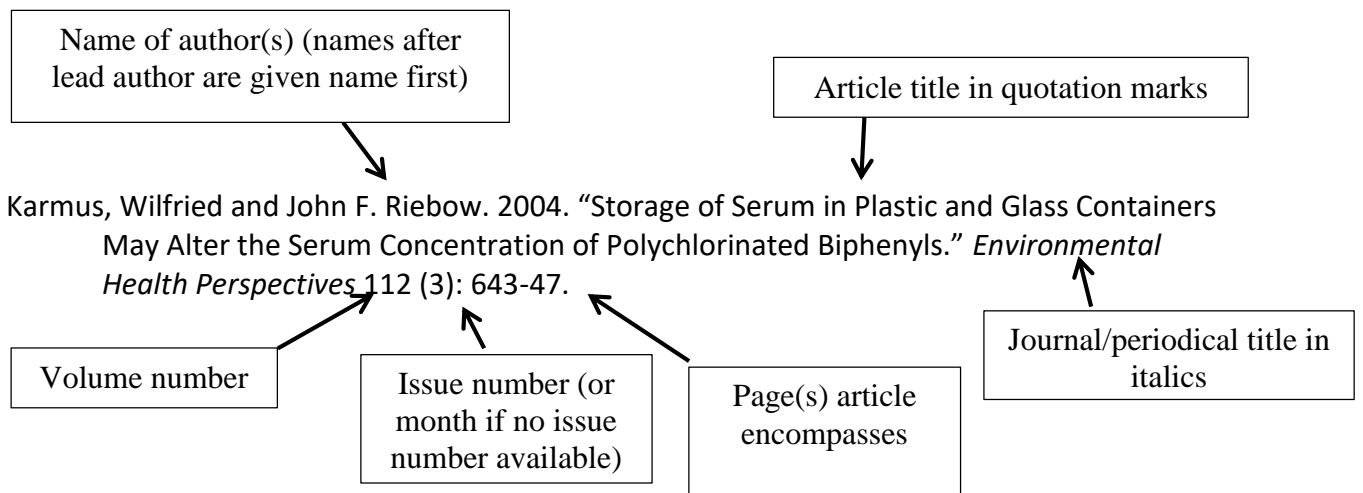 Name of author(s) (names after
lead author are given name first)
Article title in quotation marks
Karmus, Wilfried and John F. Riebow. 2004. “Storage of Serum in Plastic and Glass Containers
May Alter the Serum Concentration of Polychlorinated Biphenyls.” Environmental
Health Perspectives 112 (3): 643-47.
Volume number
Issue number (or
month if no issue
number available)
Page(s) article
encompasses
Journal/periodical title in
italics